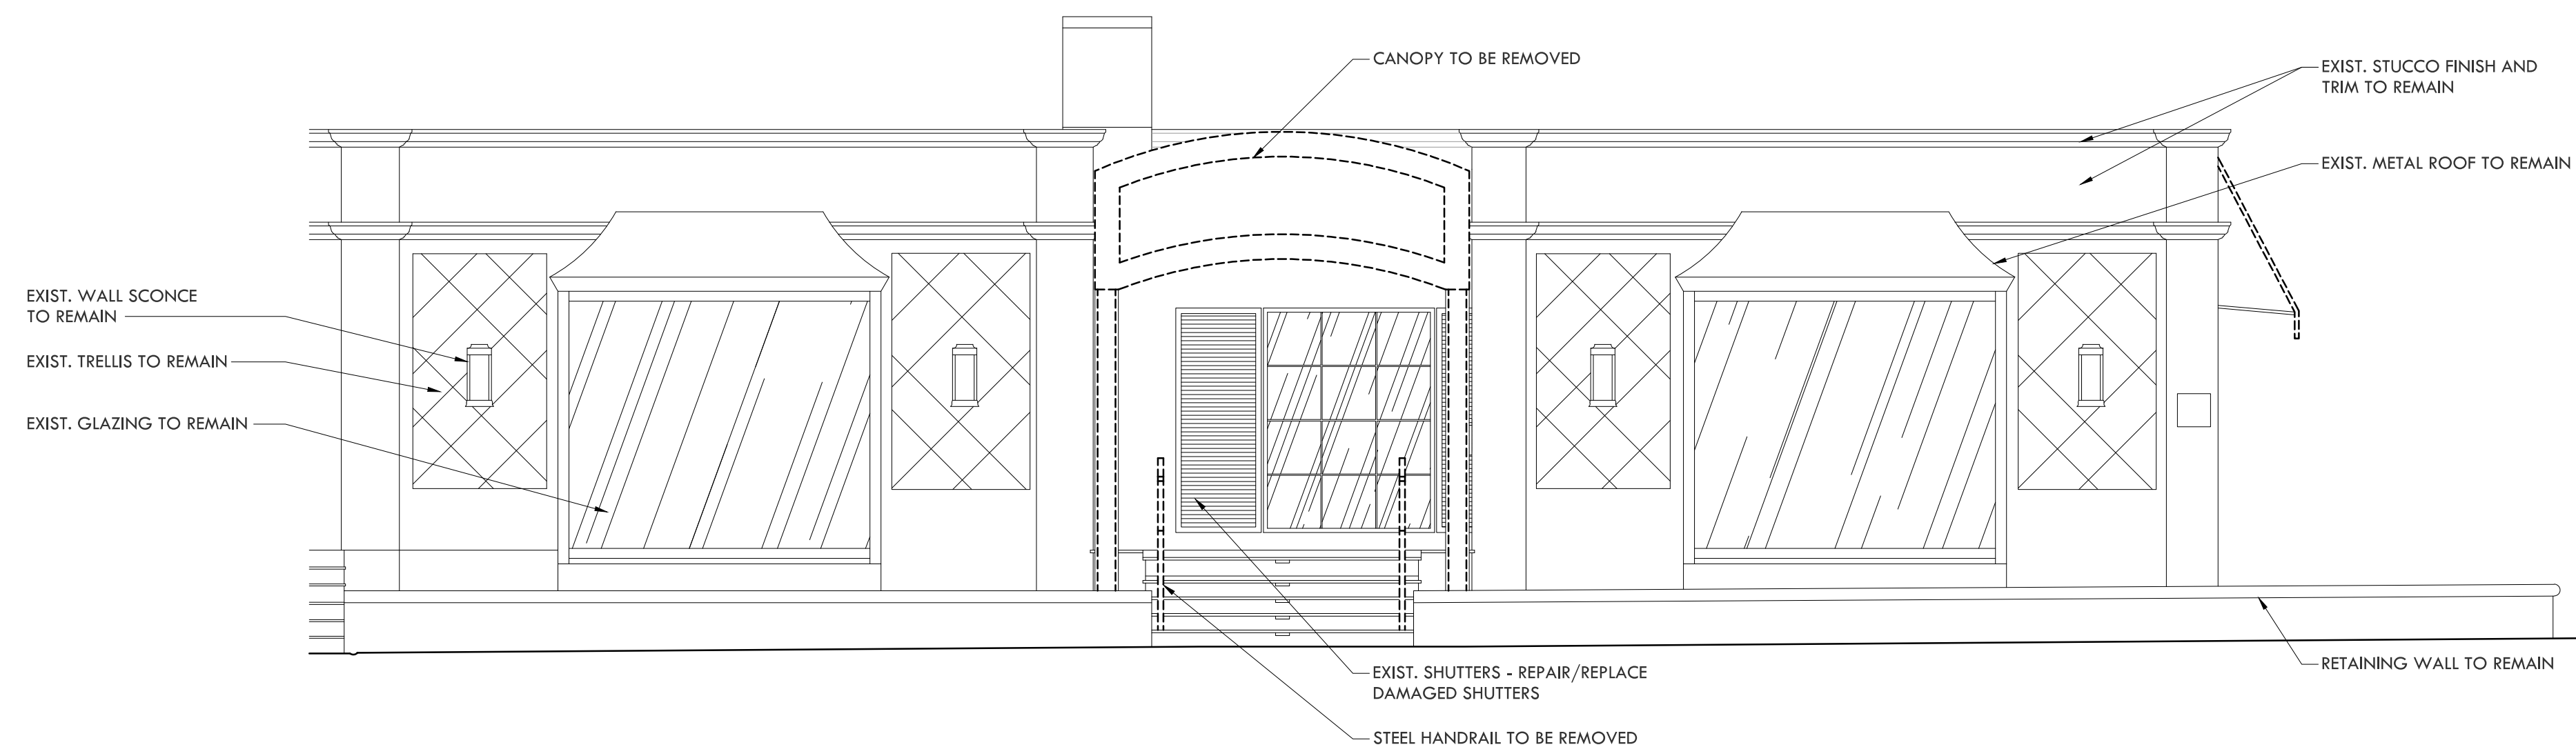 CANOPY TO BE REMOVED
EXIST. STUCCO FINISH AND
TRIM TO REMAIN
EXIST. METAL ROOF TO REMAIN
EXIST. WALL SCONCE
TO REMAIN
EXIST. TRELLIS TO REMAIN
EXIST. GLAZING TO REMAIN
EXIST. SHUTTERS - REPAIR/REPLACE
DAMAGED SHUTTERS
RETAINING WALL TO REMAIN
STEEL HANDRAIL TO BE REMOVED